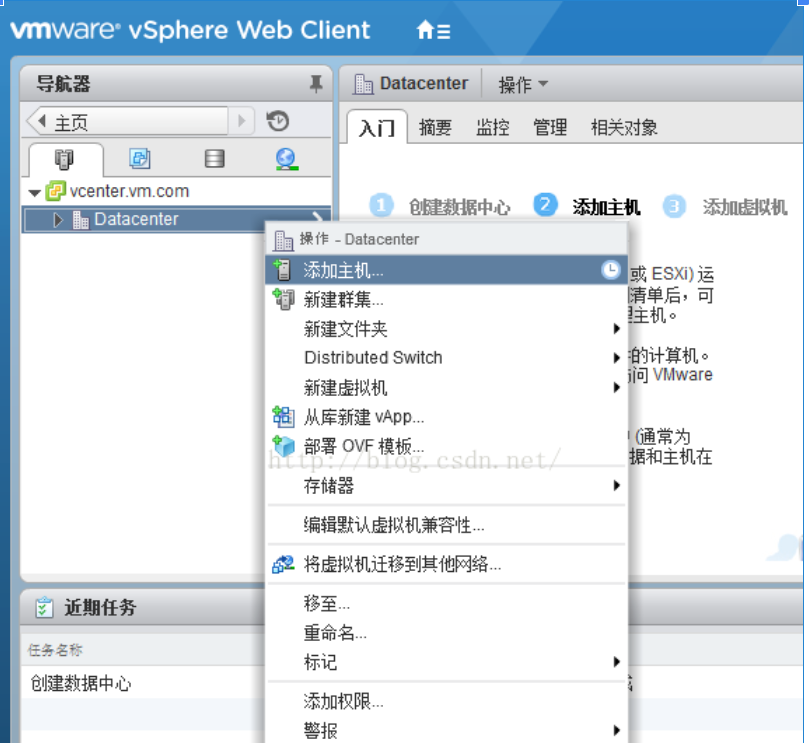 vmware® vSphere Web Client
导航器
主页
vcenter.vm.com
Datacenter
Datacenter
操作
入门
摘要
监控
管理
相关对象
1 创建数据中心
2 添加主机
3 添加虚拟机
或 ESXi) 运
清单后，可
主机。
的计算机。
问 VMware
(通常为
据和主机在
操作 - Datacenter
添加主机...
新建群集...
新建文件夹
Distributed Switch
新建虚拟机
从库新建 vApp...
部署 OVF 模板...
http://blog.csdn.net/
存储器
编辑默认虚拟机兼容性...
将虚拟机迁移到其他网络...
移至...
重命名...
标记
添加权限...
警报
近期任务
任务名称
创建数据中心